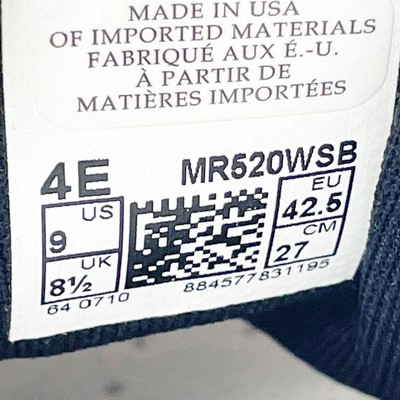 MADE IN USA
OF IMPORTED MATERIALS
FABRIQUÉ AUX É.-U.
À PARTIR DE
MATIÈRES IMPORTÉES
4E MR520WSB
US 9
UK 8½
EU 42.5
CM 27
64 0710
884577831195